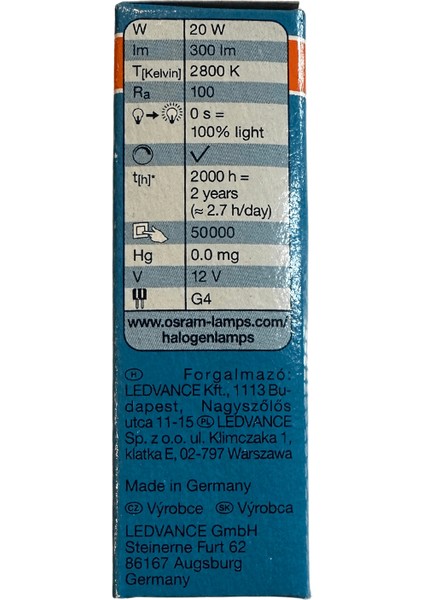 W 20 W
lm 300 lm
T[Kelvin] 2800 K
Ra 100
0 s =
100% light
t[h]* 2000 h =
2 years
(≈ 2.7 h/day)
50000
Hg 0.0 mg
V 12 V
G4
www.osram-lamps.com/
halogenlamps
(H) Forgalmazó:
LEDVANCE Kft., 1113 Bu-
dapest, Nagyszőlős
utca 11-15 (PL) LEDVANCE
Sp. z o.o. ul. Klimczaka 1,
klatka E, 02-797 Warszawa
Made in Germany
(CZ) Výrobce (SK) Výrobca
LEDVANCE GmbH
Steinerne Furt 62
86167 Augsburg
Germany